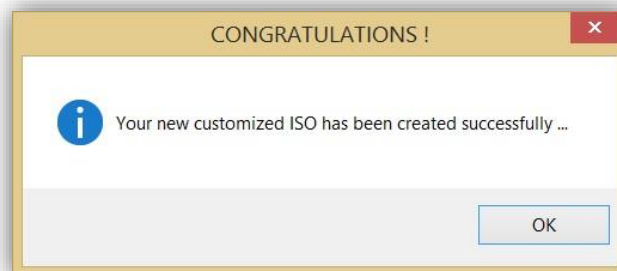 CONGRATULATIONS !
Your new customized ISO has been created successfully ...
OK